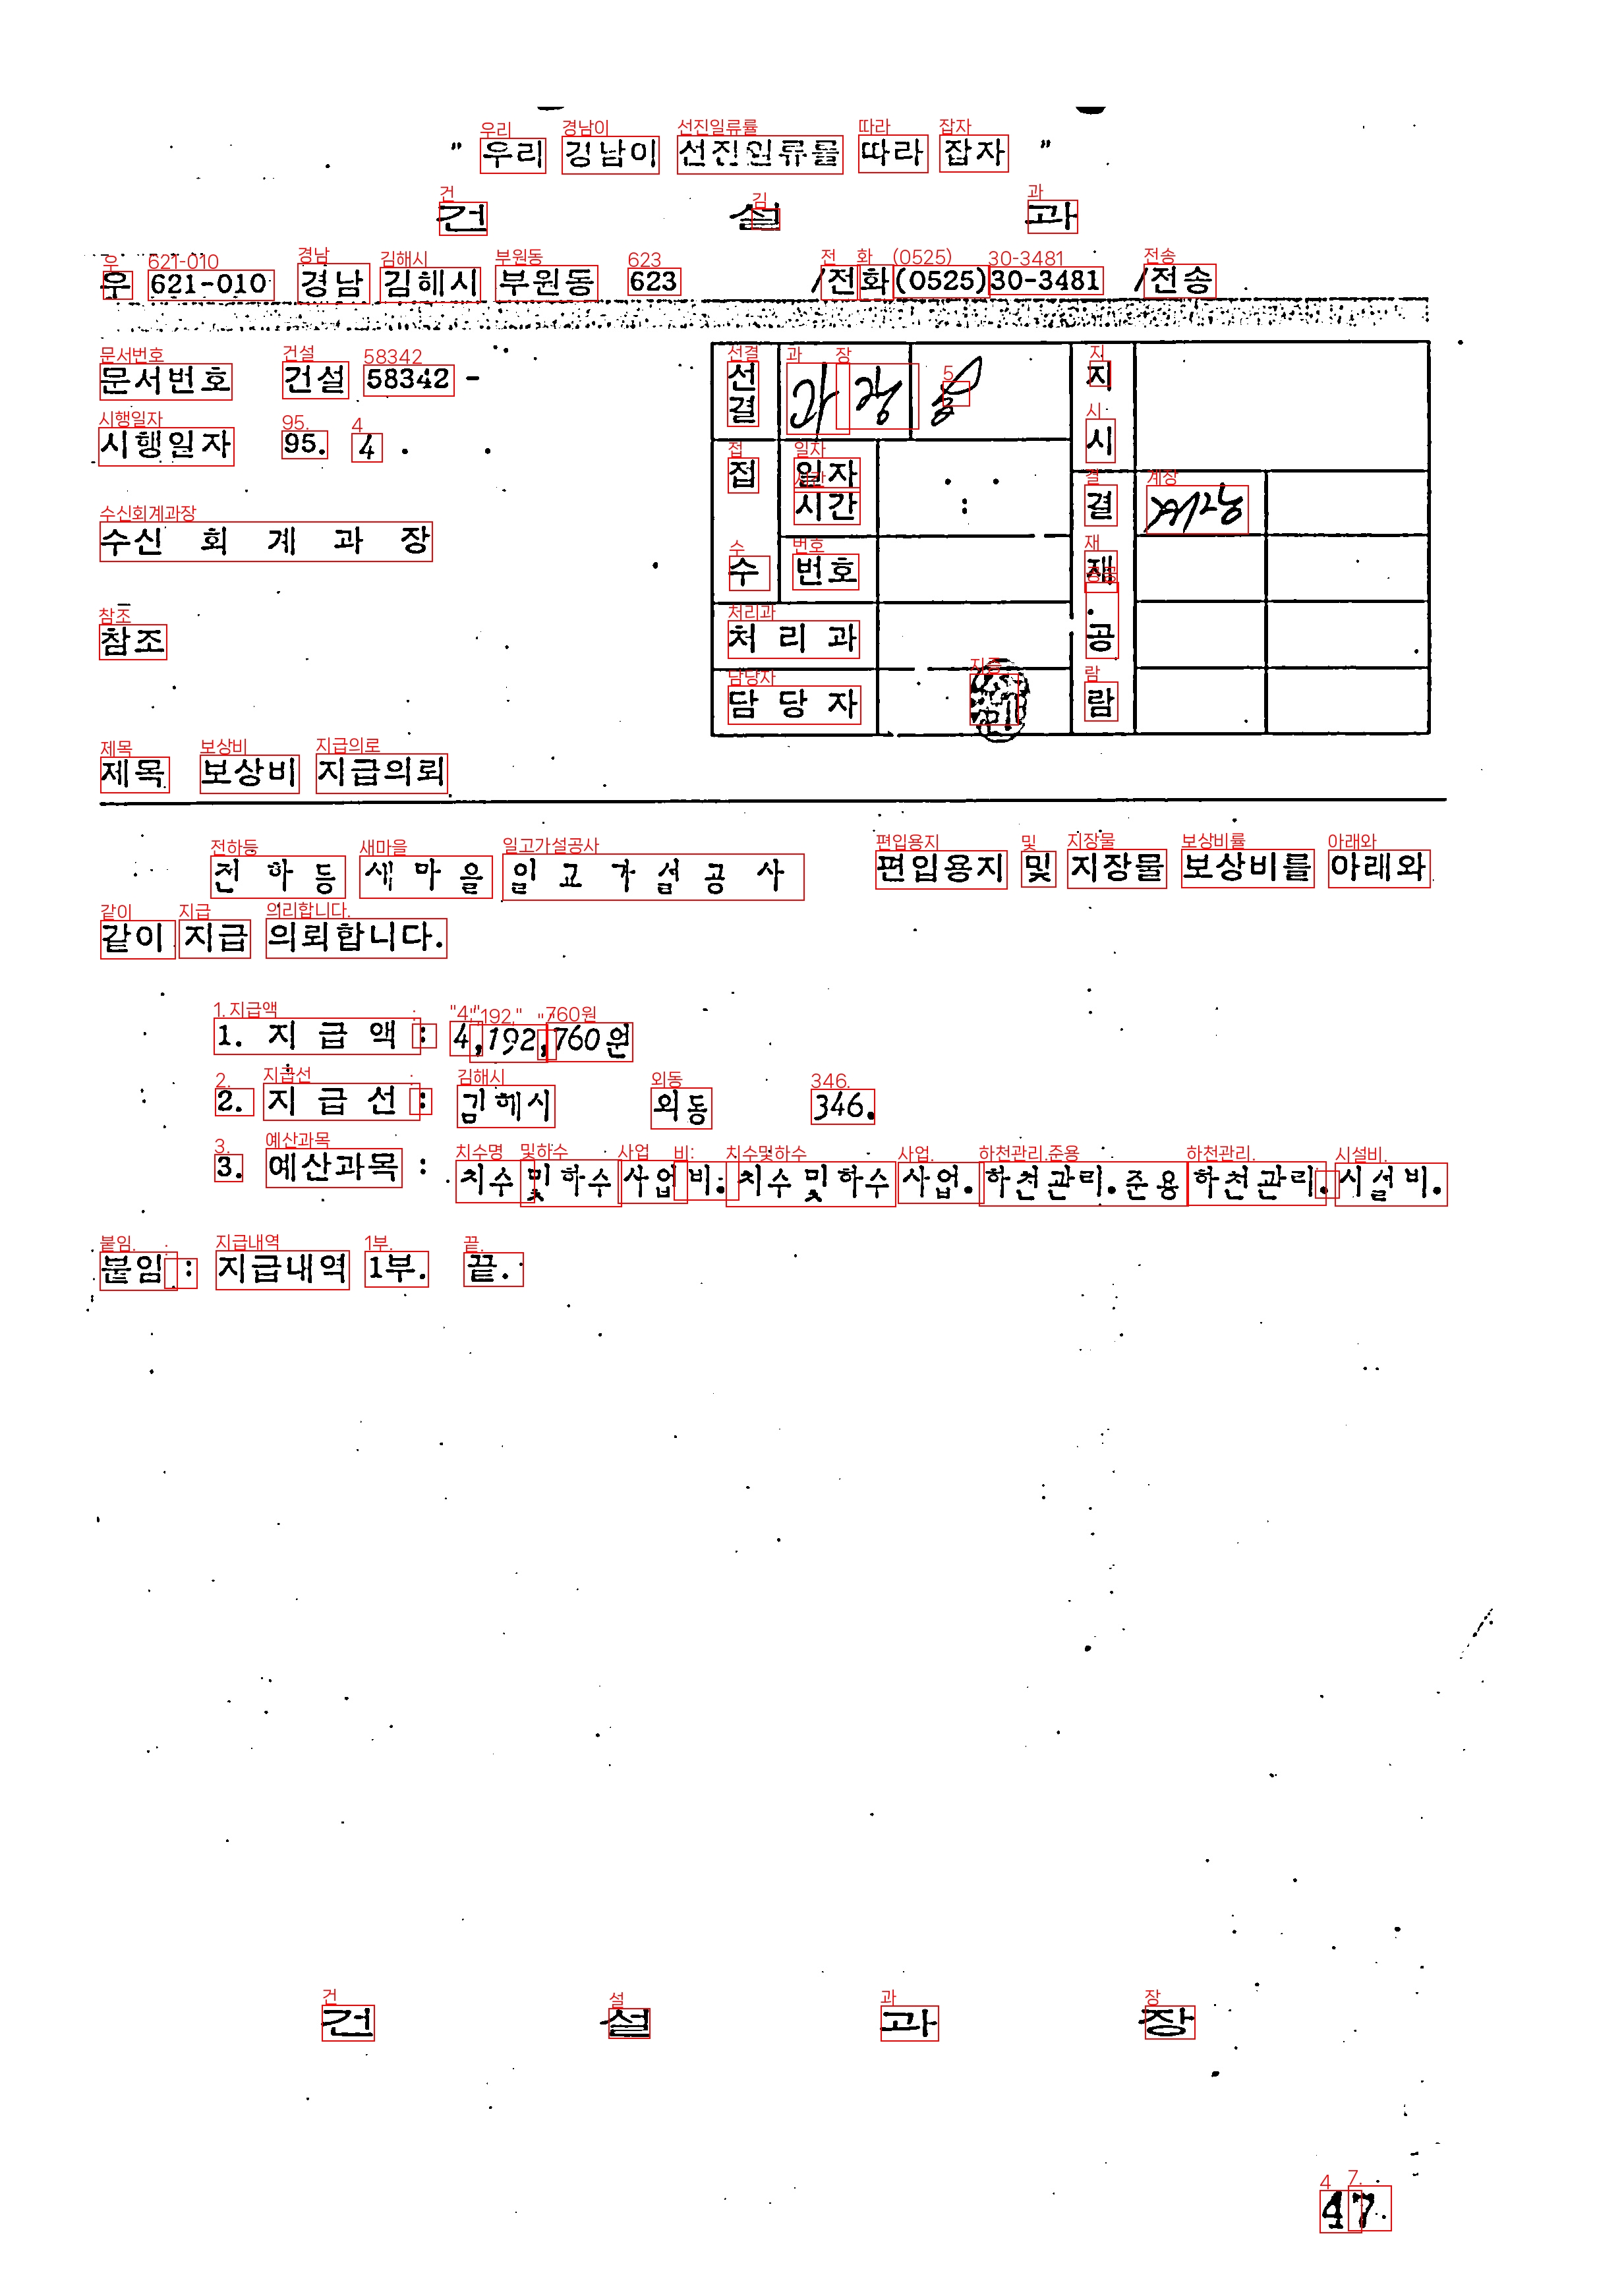 " 우리 경남이 선진일류를 따라 잡자 "
건 설 과
우 621-010 경남 김해시 부원동 623 /전화(0525)30-3481 /전송
문서번호 건설 58342 -
시행일자 95. 4 .
수신 회 계 과 장
참조
선결 과장 지시
접수 일자 시간 : 결재 계장
번호
처리과 . 공람
담당자
제목 보상비 지급의뢰
전하등 새마을 일고가설공사 편입용지 및 지장물 보상비를 아래와
같이 지급 의뢰합니다.
1. 지 급 액 : 4,192,760원
2. 지 급 선 : 김해시 외동 346.
3. 예산과목 : 치수 및 하수 사업비. 치수 및 하수 사업. 하천관리. 준용 하천관리. 시설비.
붙임 : 지급내역 1부. 끝.
건 설 과 장
47